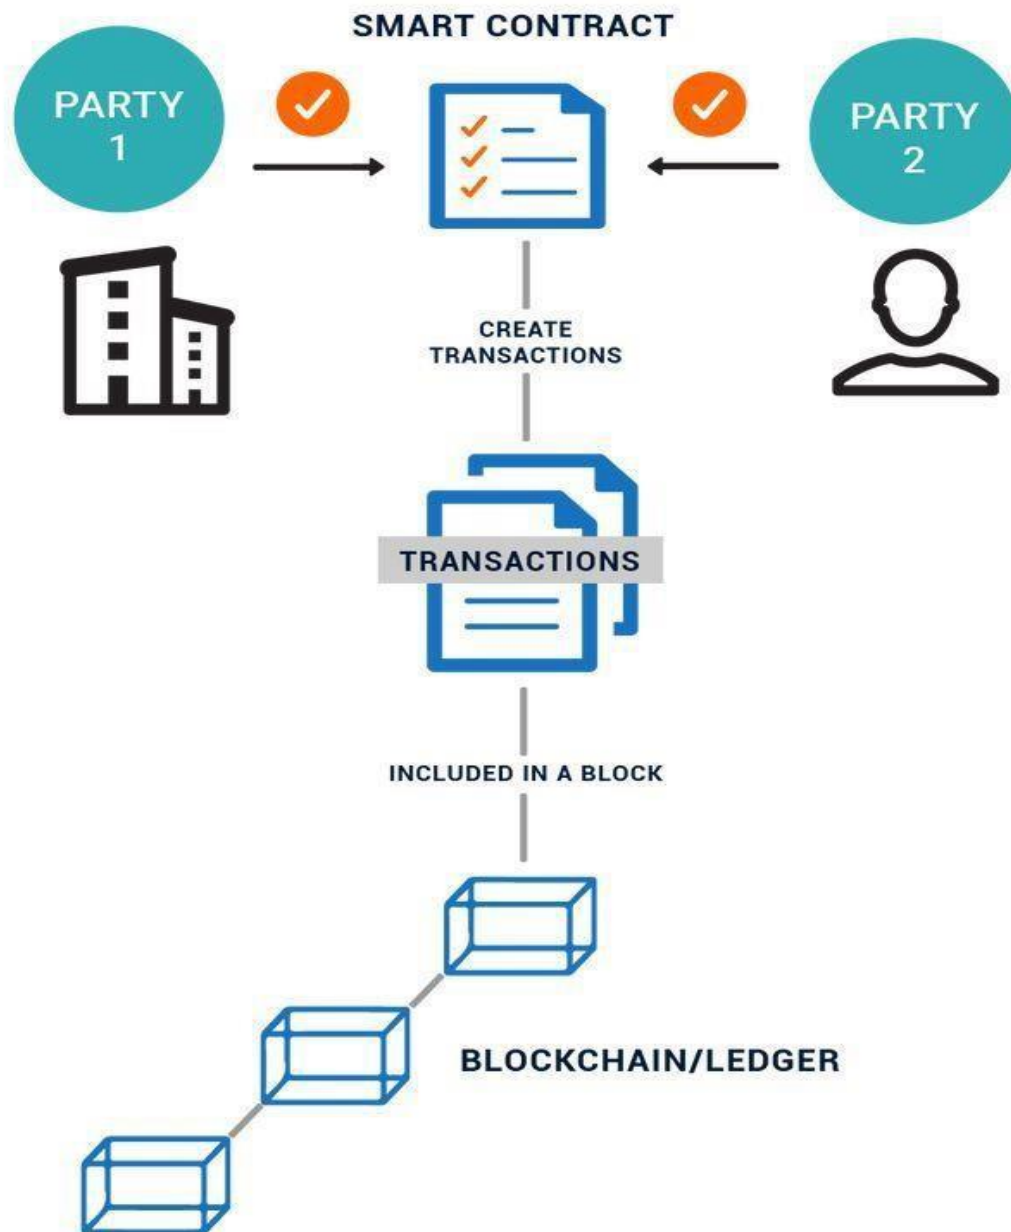 SMART CONTRACT
PARTY
1
PARTY
2
CREATE
TRANSACTIONS
TRANSACTIONS
INCLUDED IN A BLOCK
BLOCKCHAIN/LEDGER